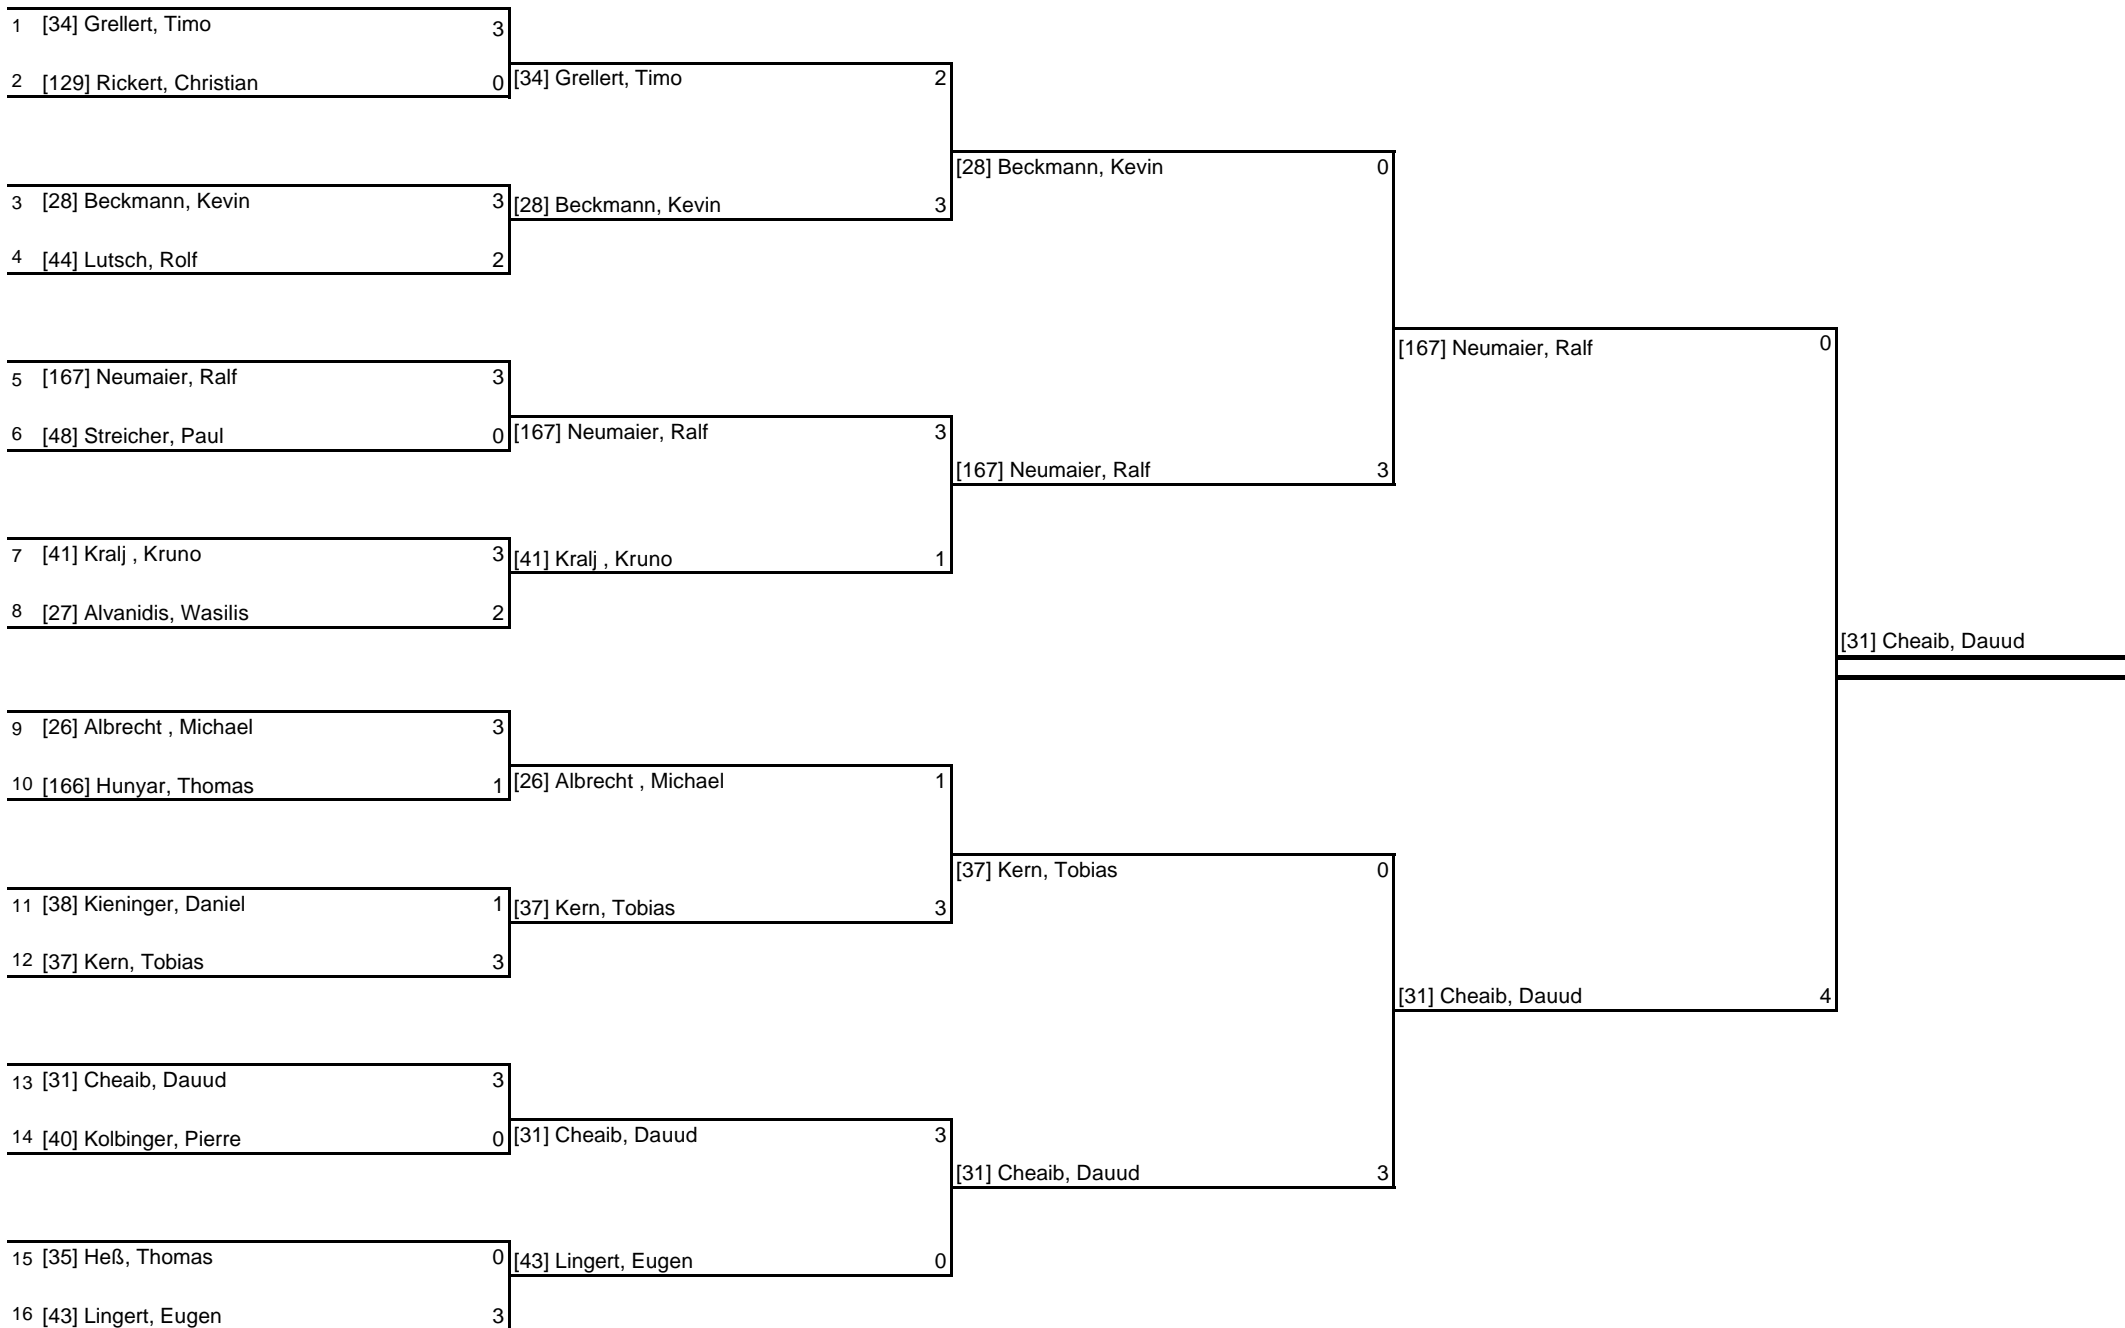 1 [34] Grellert, Timo 3
2 [129] Rickert, Christian 0
[34] Grellert, Timo 2
[28] Beckmann, Kevin 0
3 [28] Beckmann, Kevin 3
[28] Beckmann, Kevin 3
4 [44] Lutsch, Rolf 2
[167] Neumaier, Ralf 0
5 [167] Neumaier, Ralf 3
6 [48] Streicher, Paul 0
[167] Neumaier, Ralf 3
[167] Neumaier, Ralf 3
7 [41] Kralj , Kruno 3
[41] Kralj , Kruno 1
8 [27] Alvanidis, Wasilis 2
[31] Cheaib, Dauud
9 [26] Albrecht , Michael 3
10 [166] Hunyar, Thomas 1
[26] Albrecht , Michael 1
[37] Kern, Tobias 0
11 [38] Kieninger, Daniel 1
[37] Kern, Tobias 3
12 [37] Kern, Tobias 3
[31] Cheaib, Dauud 4
13 [31] Cheaib, Dauud 3
14 [40] Kolbinger, Pierre 0
[31] Cheaib, Dauud 3
[31] Cheaib, Dauud 3
15 [35] Heß, Thomas 0
[43] Lingert, Eugen 0
16 [43] Lingert, Eugen 3